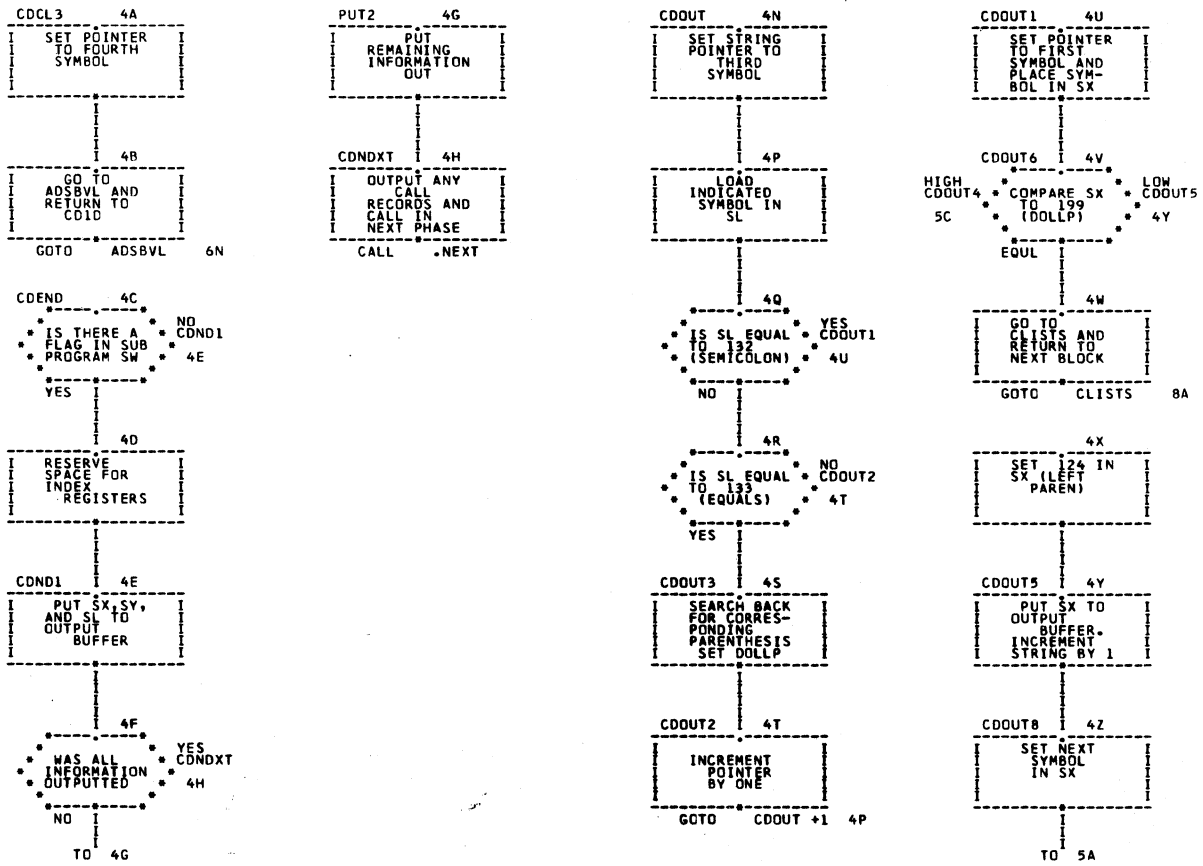 CDCL3 4A
SET POINTER
TO FOURTH
SYMBOL
4B
GO TO
ADSBVL AND
RETURN TO
CD1D
GOTO ADSBVL 6N
CDEND 4C
IS THERE A
FLAG IN SUB
PROGRAM SW
NO
CDND1
4E
YES
4D
RESERVE
SPACE FOR
INDEX
REGISTERS
CDND1 4E
PUT SX,SY,
AND SL TO
OUTPUT
BUFFER
4F
WAS ALL
INFORMATION
OUTPUTTED
YES
CDNDXT
4H
NO
TO 4G
PUT2 4G
PUT
REMAINING
INFORMATION
OUT
CDNDXT 4H
OUTPUT ANY
CALL
RECORDS AND
CALL IN
NEXT PHASE
CALL .NEXT
CDOUT 4N
SET STRING
POINTER TO
THIRD
SYMBOL
4P
LOAD
INDICATED
SYMBOL IN
SL
4Q
IS SL EQUAL
TO 132
(SEMICOLON)
YES
CDOUT1
4U
NO
4R
IS SL EQUAL
TO 133
(EQUALS)
NO
CDOUT2
4T
YES
CDOUT3 4S
SEARCH BACK
FOR CORRES-
PONDING
PARENTHESIS
SET DOLLP
CDOUT2 4T
INCREMENT
POINTER
BY ONE
GOTO CDOUT +1 4P
CDOUT1 4U
SET POINTER
TO FIRST
SYMBOL AND
PLACE SYM-
BOL IN SX
CDOUT6 4V
HIGH
CDOUT4
5C
COMPARE SX
TO 199
(DOLLP)
LOW
CDOUT5
4Y
EQUL
4W
GO TO
CLISTS AND
RETURN TO
NEXT BLOCK
GOTO CLISTS 8A
4X
SET 124 IN
SX (LEFT
PAREN)
CDOUT5 4Y
PUT SX TO
OUTPUT
BUFFER.
INCREMENT
STRING BY 1
CDOUT8 4Z
SET NEXT
SYMBOL
IN SX
TO 5A